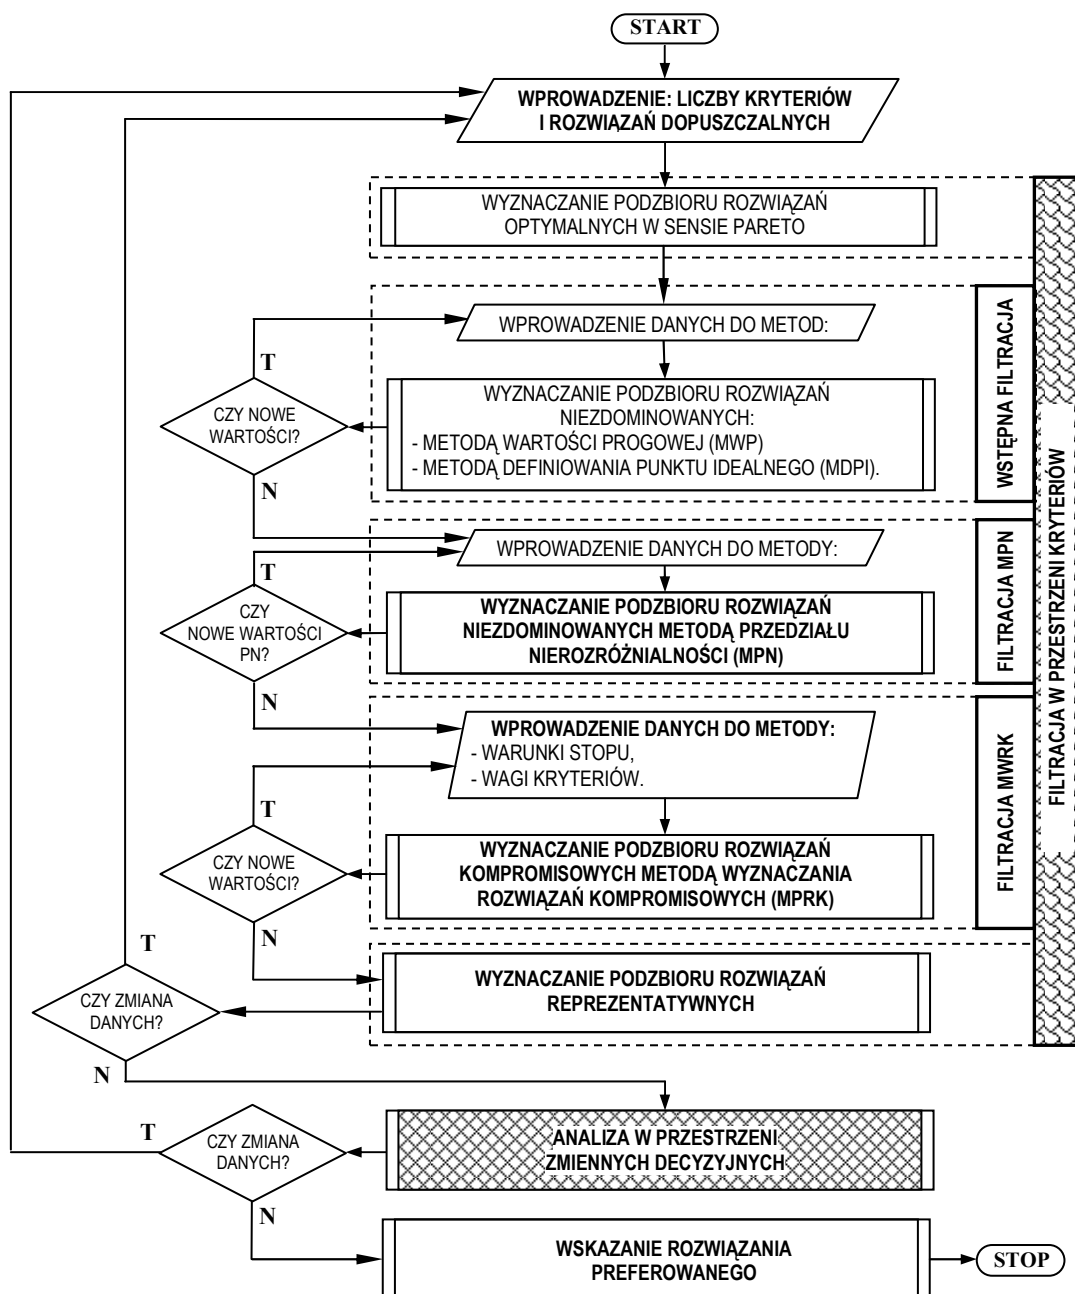 START
WPROWADZENIE: LICZBY KRYTERIÓW
I ROZWIĄZAŃ DOPUSZCZALNYCH
WYZNACZANIE PODZBIORU ROZWIĄZAŃ
OPTYMALNYCH W SENSIE PARETO
WPROWADZENIE DANYCH DO METOD:
T
CZY NOWE
WARTOŚCI?
WYZNACZANIE PODZBIORU ROZWIĄZAŃ
NIEZDOMINOWANYCH:
- METODĄ WARTOŚCI PROGOWEJ (MWP)
- METODĄ DEFINIOWANIA PUNKTU IDEALNEGO (MDPI).
N
WSTĘPNA FILTRACJA
WPROWADZENIE DANYCH DO METODY:
T
CZY
NOWE WARTOŚCI
PN?
WYZNACZANIE PODZBIORU ROZWIĄZAŃ
NIEZDOMINOWANYCH METODĄ PRZEDZIAŁU
NIEROZRÓŻNIALNOŚCI (MPN)
N
FILTRACJA MPN
FILTRACJA W PRZESTRZENI KRYTERIÓW
WPROWADZENIE DANYCH DO METODY:
- WARUNKI STOPU,
- WAGI KRYTERIÓW.
T
CZY NOWE
WARTOŚCI?
WYZNACZANIE PODZBIORU ROZWIĄZAŃ
KOMPROMISOWYCH METODĄ WYZNACZANIA
ROZWIĄZAŃ KOMPROMISOWYCH (MPRK)
N
FILTRACJA MWRK
T
CZY ZMIANA
DANYCH?
WYZNACZANIE PODZBIORU ROZWIĄZAŃ
REPREZENTATYWNYCH
N
T
CZY ZMIANA
DANYCH?
ANALIZA W PRZESTRZENI
ZMIENNYCH DECYZYJNYCH
N
WSKAZANIE ROZWIĄZANIA
PREFEROWANEGO
STOP